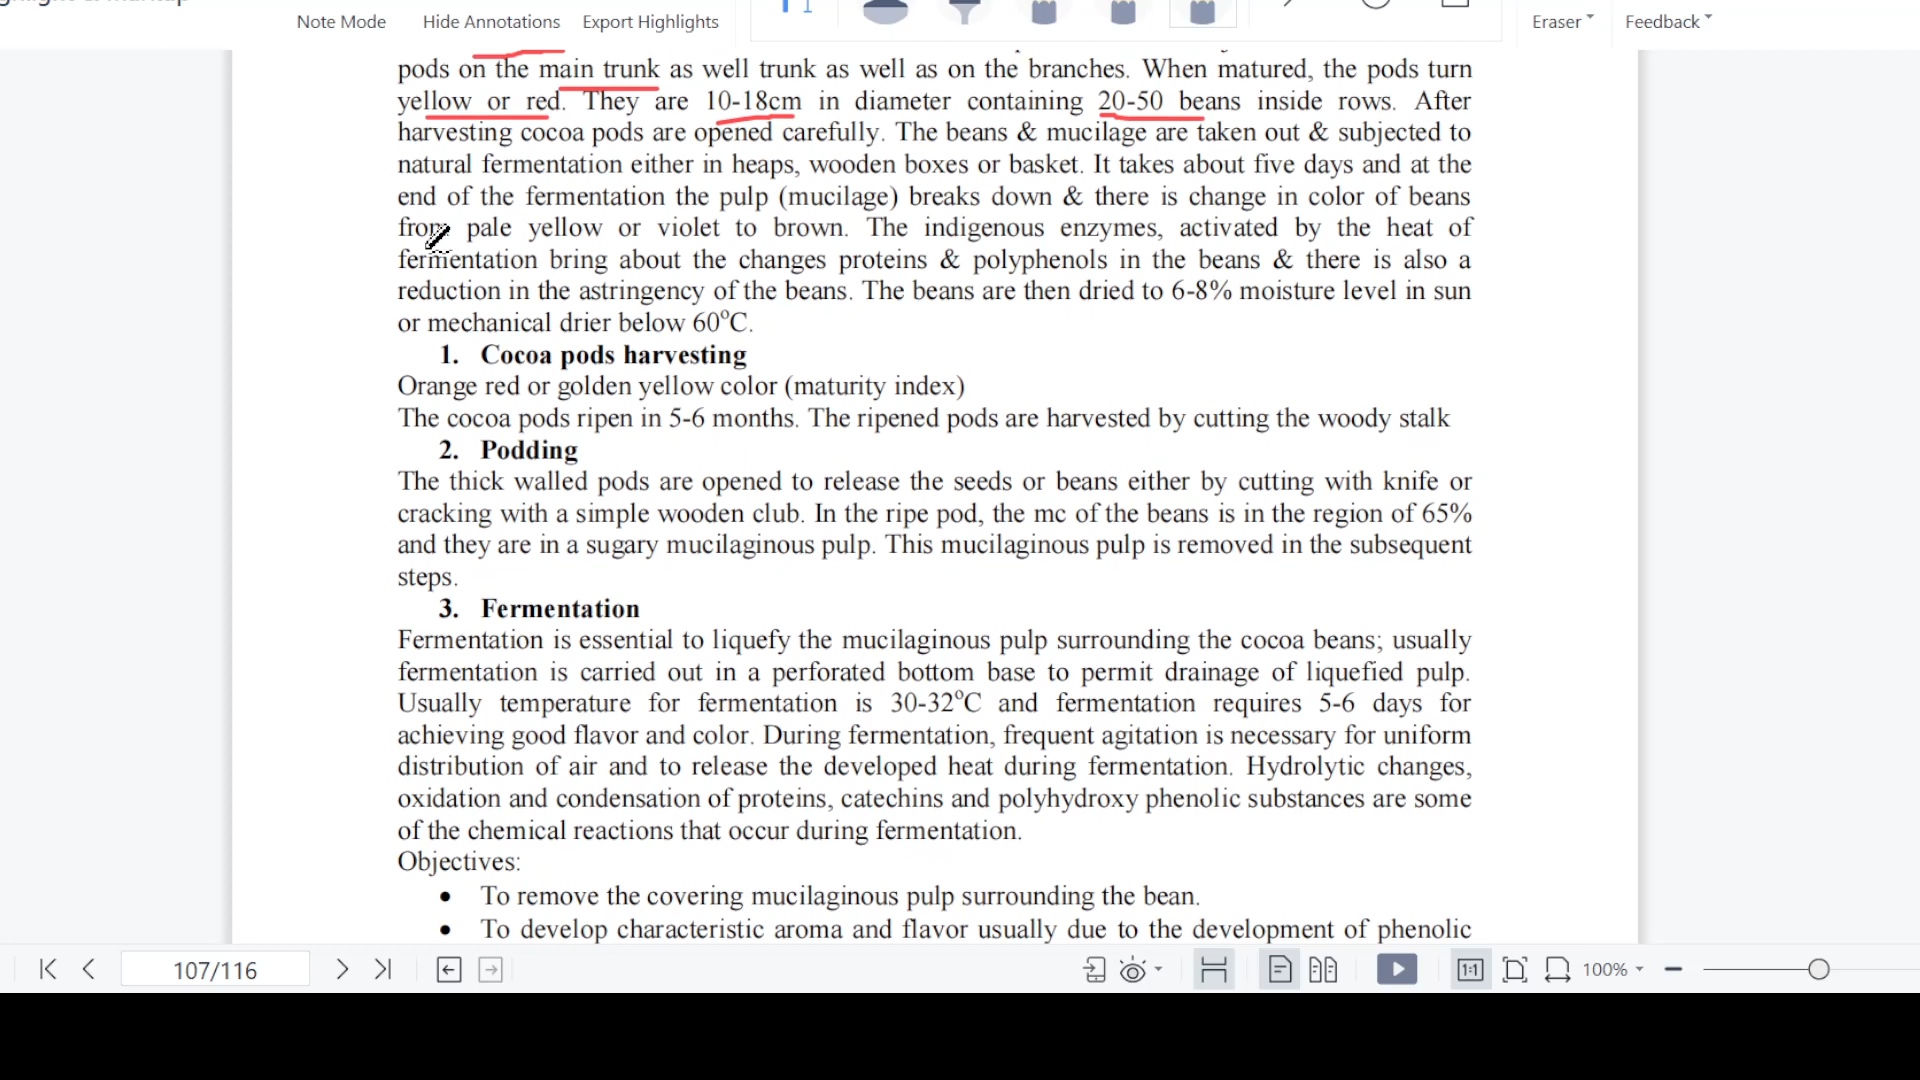 Note Mode
Hide Annotations
Export Highlights
Eraser
Feedback
pods on the main trunk as well trunk as well as on the branches. When matured, the pods turn
yellow or red. They are 10-18cm in diameter containing 20-50 beans inside rows. After
harvesting cocoa pods are opened carefully. The beans & mucilage are taken out & subjected to
natural fermentation either in heaps, wooden boxes or basket. It takes about five days and at the
end of the fermentation the pulp (mucilage) breaks down & there is change in color of beans
from pale yellow or violet to brown. The indigenous enzymes, activated by the heat of
fermentation bring about the changes proteins & polyphenols in the beans & there is also a
reduction in the astringency of the beans. The beans are then dried to 6-8% moisture level in sun
or mechanical drier below 60°C.
1. Cocoa pods harvesting
Orange red or golden yellow color (maturity index)
The cocoa pods ripen in 5-6 months. The ripened pods are harvested by cutting the woody stalk
2. Podding
The thick walled pods are opened to release the seeds or beans either by cutting with knife or
cracking with a simple wooden club. In the ripe pod, the mc of the beans is in the region of 65%
and they are in a sugary mucilaginous pulp. This mucilaginous pulp is removed in the subsequent
steps.
3. Fermentation
Fermentation is essential to liquefy the mucilaginous pulp surrounding the cocoa beans; usually
fermentation is carried out in a perforated bottom base to permit drainage of liquefied pulp.
Usually temperature for fermentation is 30-32°C and fermentation requires 5-6 days for
achieving good flavor and color. During fermentation, frequent agitation is necessary for uniform
distribution of air and to release the developed heat during fermentation. Hydrolytic changes,
oxidation and condensation of proteins, catechins and polyhydroxy phenolic substances are some
of the chemical reactions that occur during fermentation.
Objectives:
• To remove the covering mucilaginous pulp surrounding the bean.
• To develop characteristic aroma and flavor usually due to the development of phenolic
107/116
1:1
100%